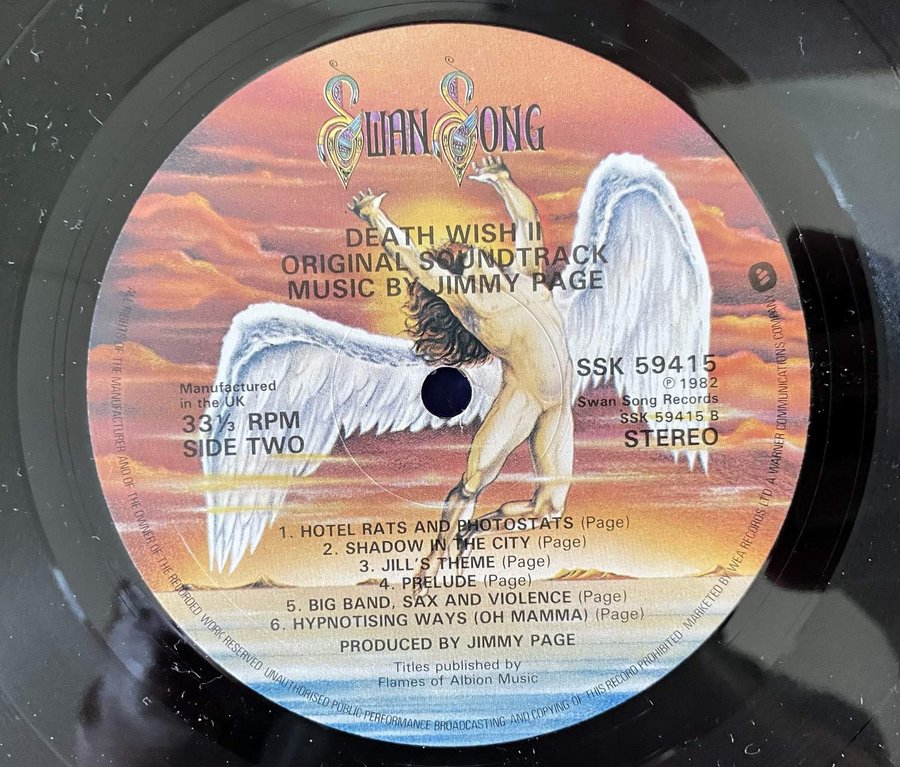 SWAN SONG
DEATH WISH II
ORIGINAL SOUNDTRACK
MUSIC BY JIMMY PAGE
Manufactured
in the UK
33⅓ RPM
SIDE TWO
SSK 59415
℗ 1982
Swan Song Records
SSK 59415 B
STEREO
1. HOTEL RATS AND PHOTOSTATS (Page)
2. SHADOW IN THE CITY (Page)
3. JILL'S THEME (Page)
4. PRELUDE (Page)
5. BIG BAND, SAX AND VIOLENCE (Page)
6. HYPNOTISING WAYS (OH MAMMA) (Page)
PRODUCED BY JIMMY PAGE
Titles published by
Flames of Albion Music
ALL RIGHTS OF THE MANUFACTURER AND OF THE OWNER OF THE RECORDED WORK RESERVED UNAUTHORISED PUBLIC PERFORMANCE BROADCASTING AND COPYING OF THIS RECORD PROHIBITED MARKETED BY WEA RECORDS LTD A WARNER COMMUNICATIONS COMPANY